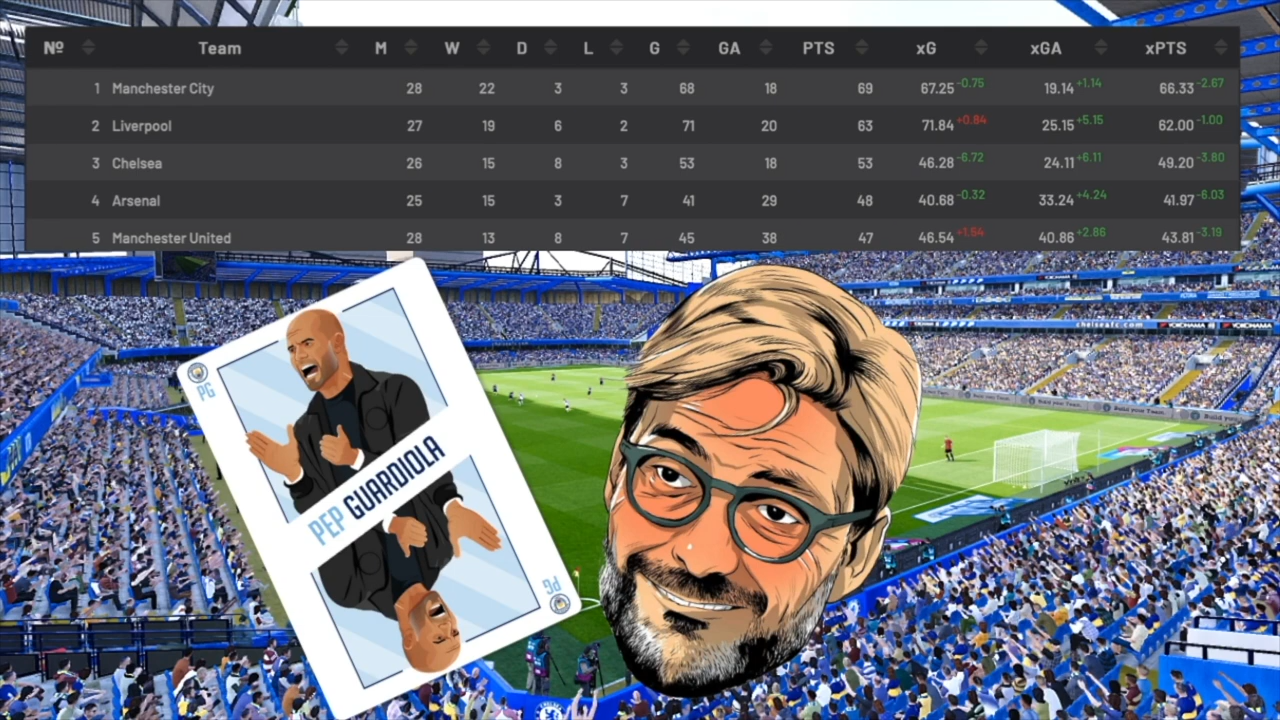 Nº Team M W D L G GA PTS xG xGA xPTS
1 Manchester City 28 22 3 3 68 18 69 67.25 -0.75 19.14 +1.14 66.33 -2.67
2 Liverpool 27 19 6 2 71 20 63 71.84 +0.84 25.15 +5.15 62.00 -1.00
3 Chelsea 26 15 8 3 53 18 53 46.28 -6.72 24.11 +6.11 49.20 -3.80
4 Arsenal 25 15 3 7 41 29 48 40.68 -0.32 33.24 +4.24 41.97 -6.03
5 Manchester United 28 13 8 7 45 38 47 46.54 +1.54 40.86 +2.86 43.81 -3.19
YOKOHAMA
chelseafc.com YOKOHAMA YOKOHAMA
PG
PEP GUARDIOLA
PG